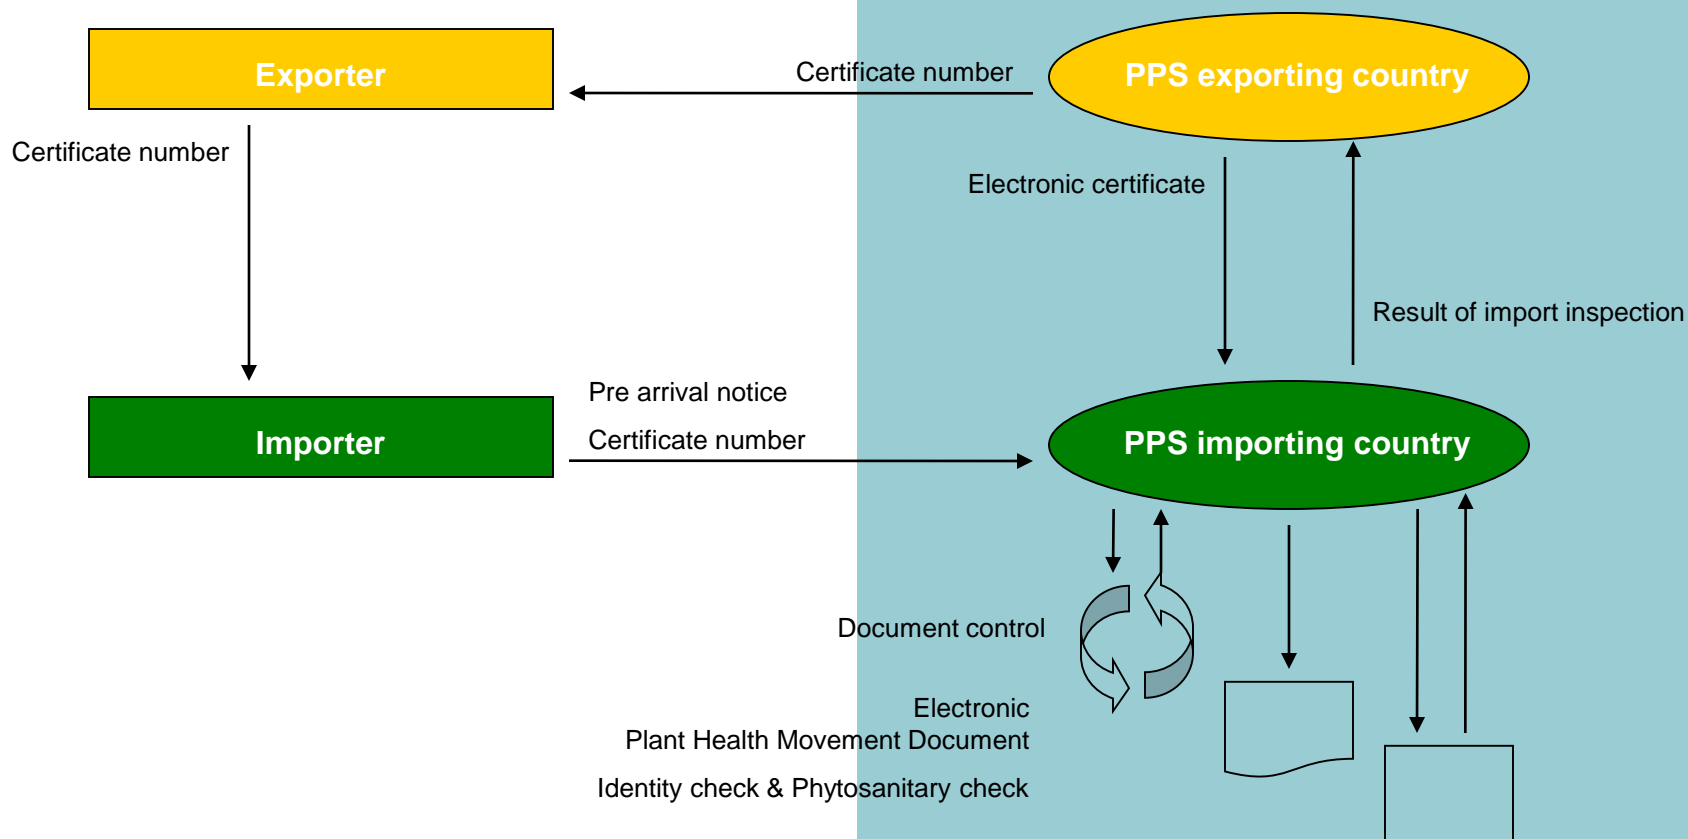 Exporter
Certificate number
PPS exporting country
Certificate number
Electronic certificate
Result of import inspection
Pre arrival notice
Importer
Certificate number
PPS importing country
Document control
Electronic
Plant Health Movement Document
Identity check & Phytosanitary check